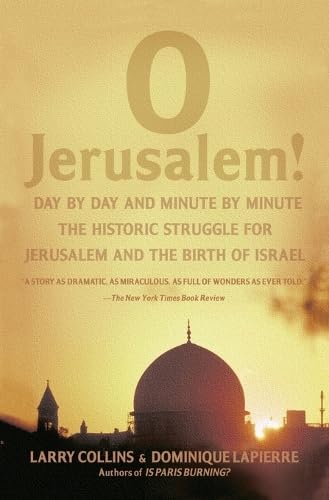 O
Jerusalem!
DAY BY DAY AND MINUTE BY MINUTE
THE HISTORIC STRUGGLE FOR
JERUSALEM AND THE BIRTH OF ISRAEL
"A STORY AS DRAMATIC, AS MIRACULOUS, AS FULL OF WONDERS AS EVER TOLD."
—The New York Times Book Review
LARRY COLLINS & DOMINIQUE LAPIERRE
Authors of IS PARIS BURNING?